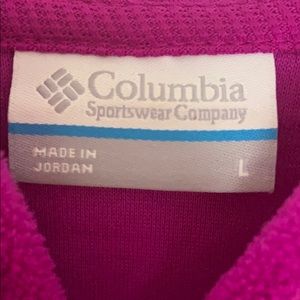 Columbia
Sportswear Company
MADE IN
JORDAN
L